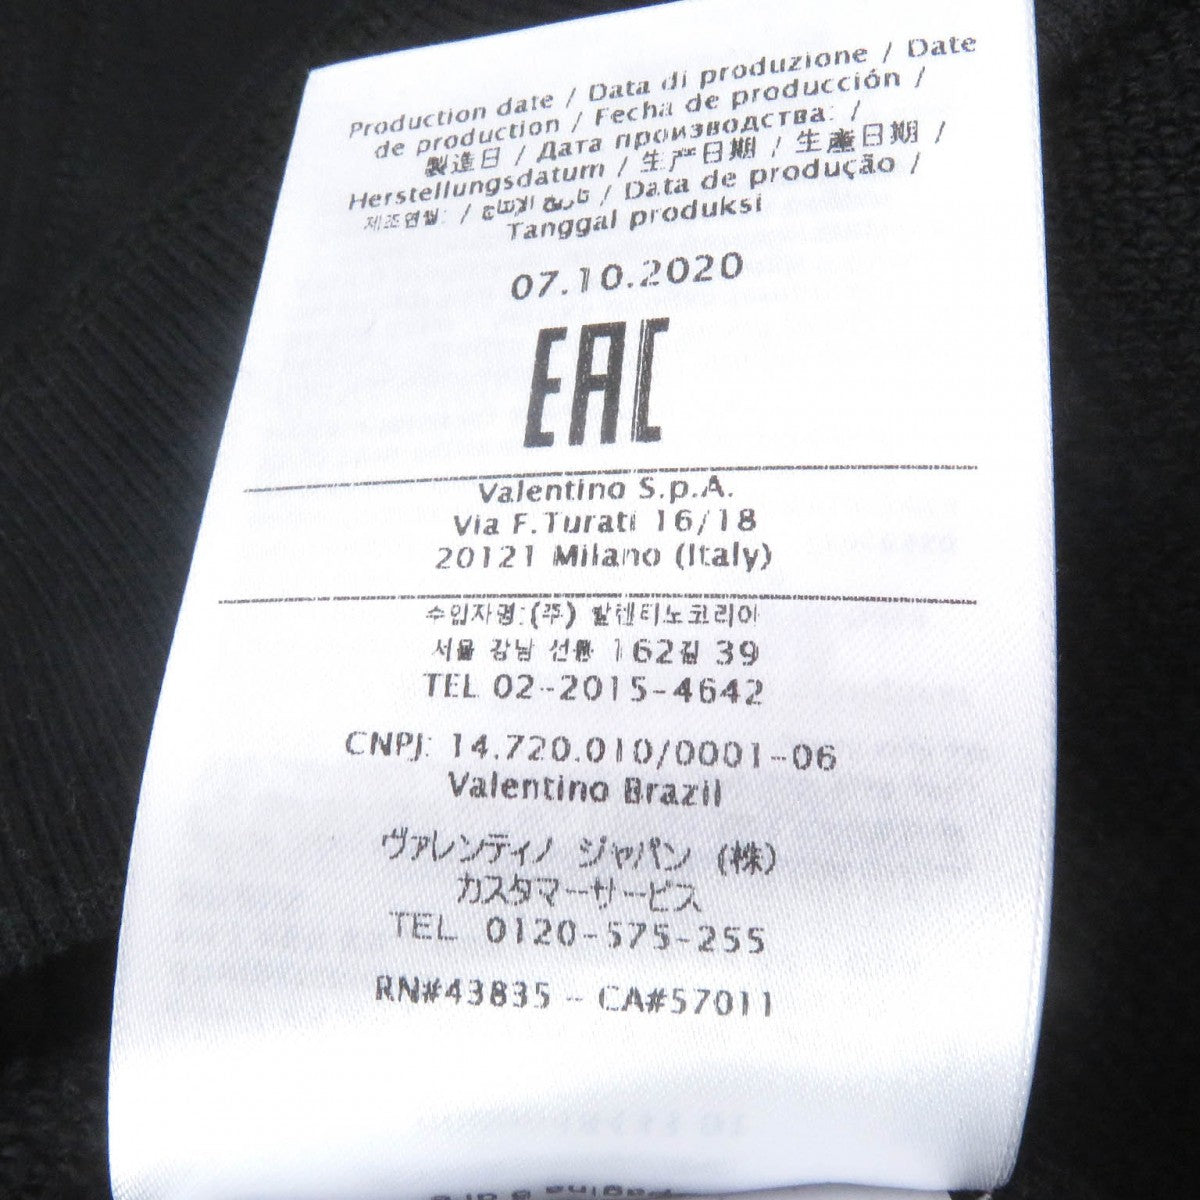 Production date / Data di produzione / Date
de production / Fecha de producción /
製造日 / Дата производства: /
Herstellungsdatum / 生产日期 / 生產日期 /
제조연월: / / Data de produção /
Tanggal produksi
07.10.2020
EAC
Valentino S.p.A.
Via F.Turati 16/18
20121 Milano (Italy)
수입자명:(주) 발렌티노코리아
서울 강남 선릉 162길 39
TEL 02-2015-4642
CNPJ: 14.720.010/0001-06
Valentino Brazil
ヴァレンティノ ジャパン (株)
カスタマーサービス
TEL 0120-575-255
RN#43835 - CA#57011